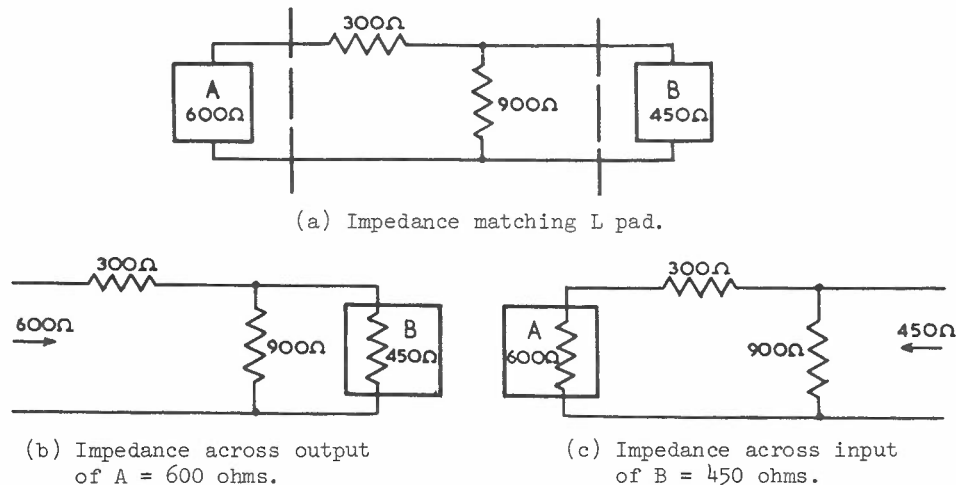 300Ω
A
600Ω
900Ω
B
450Ω
(a) Impedance matching L pad.
300Ω
600Ω
900Ω
B
450Ω
(b) Impedance across output
of A = 600 ohms.
300Ω
A
600Ω
900Ω
450Ω
(c) Impedance across input
of B = 450 ohms.